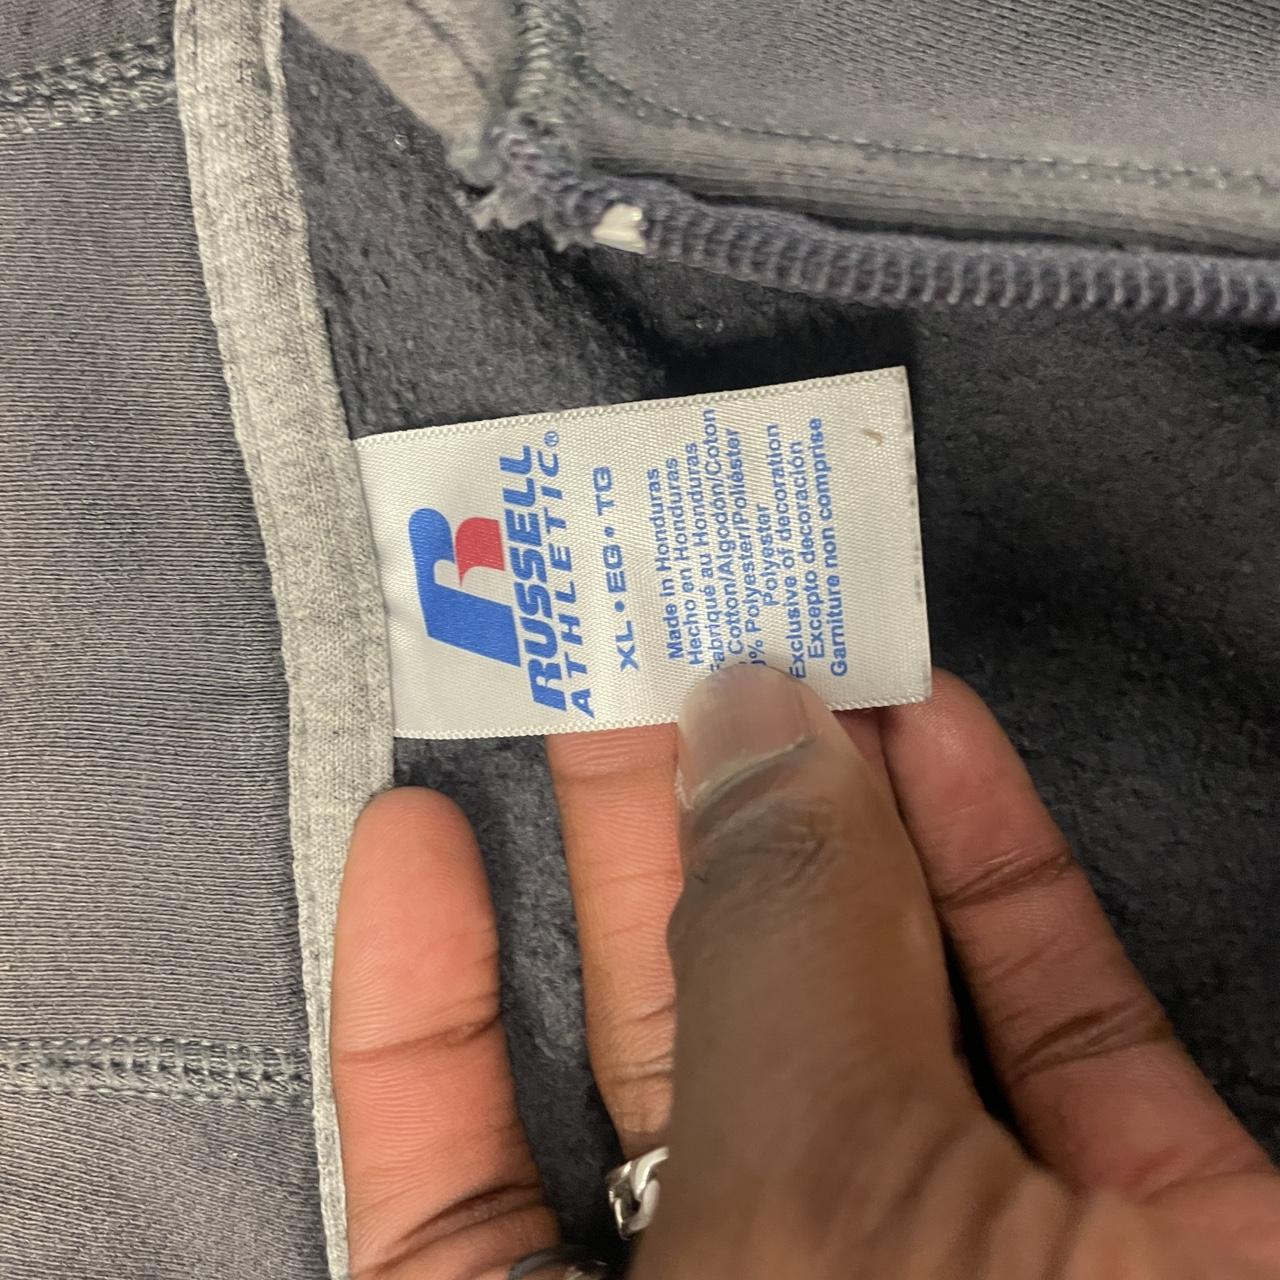 RUSSELL
ATHLETIC®
XL • EG • TG
Made in Honduras
Hecho en Honduras
Fabriqué au Honduras
Cotton/Algodón/Coton
% Polyester/Poliéster
Polyester
Exclusive of decoration
Excepto decoración
Garniture non comprise